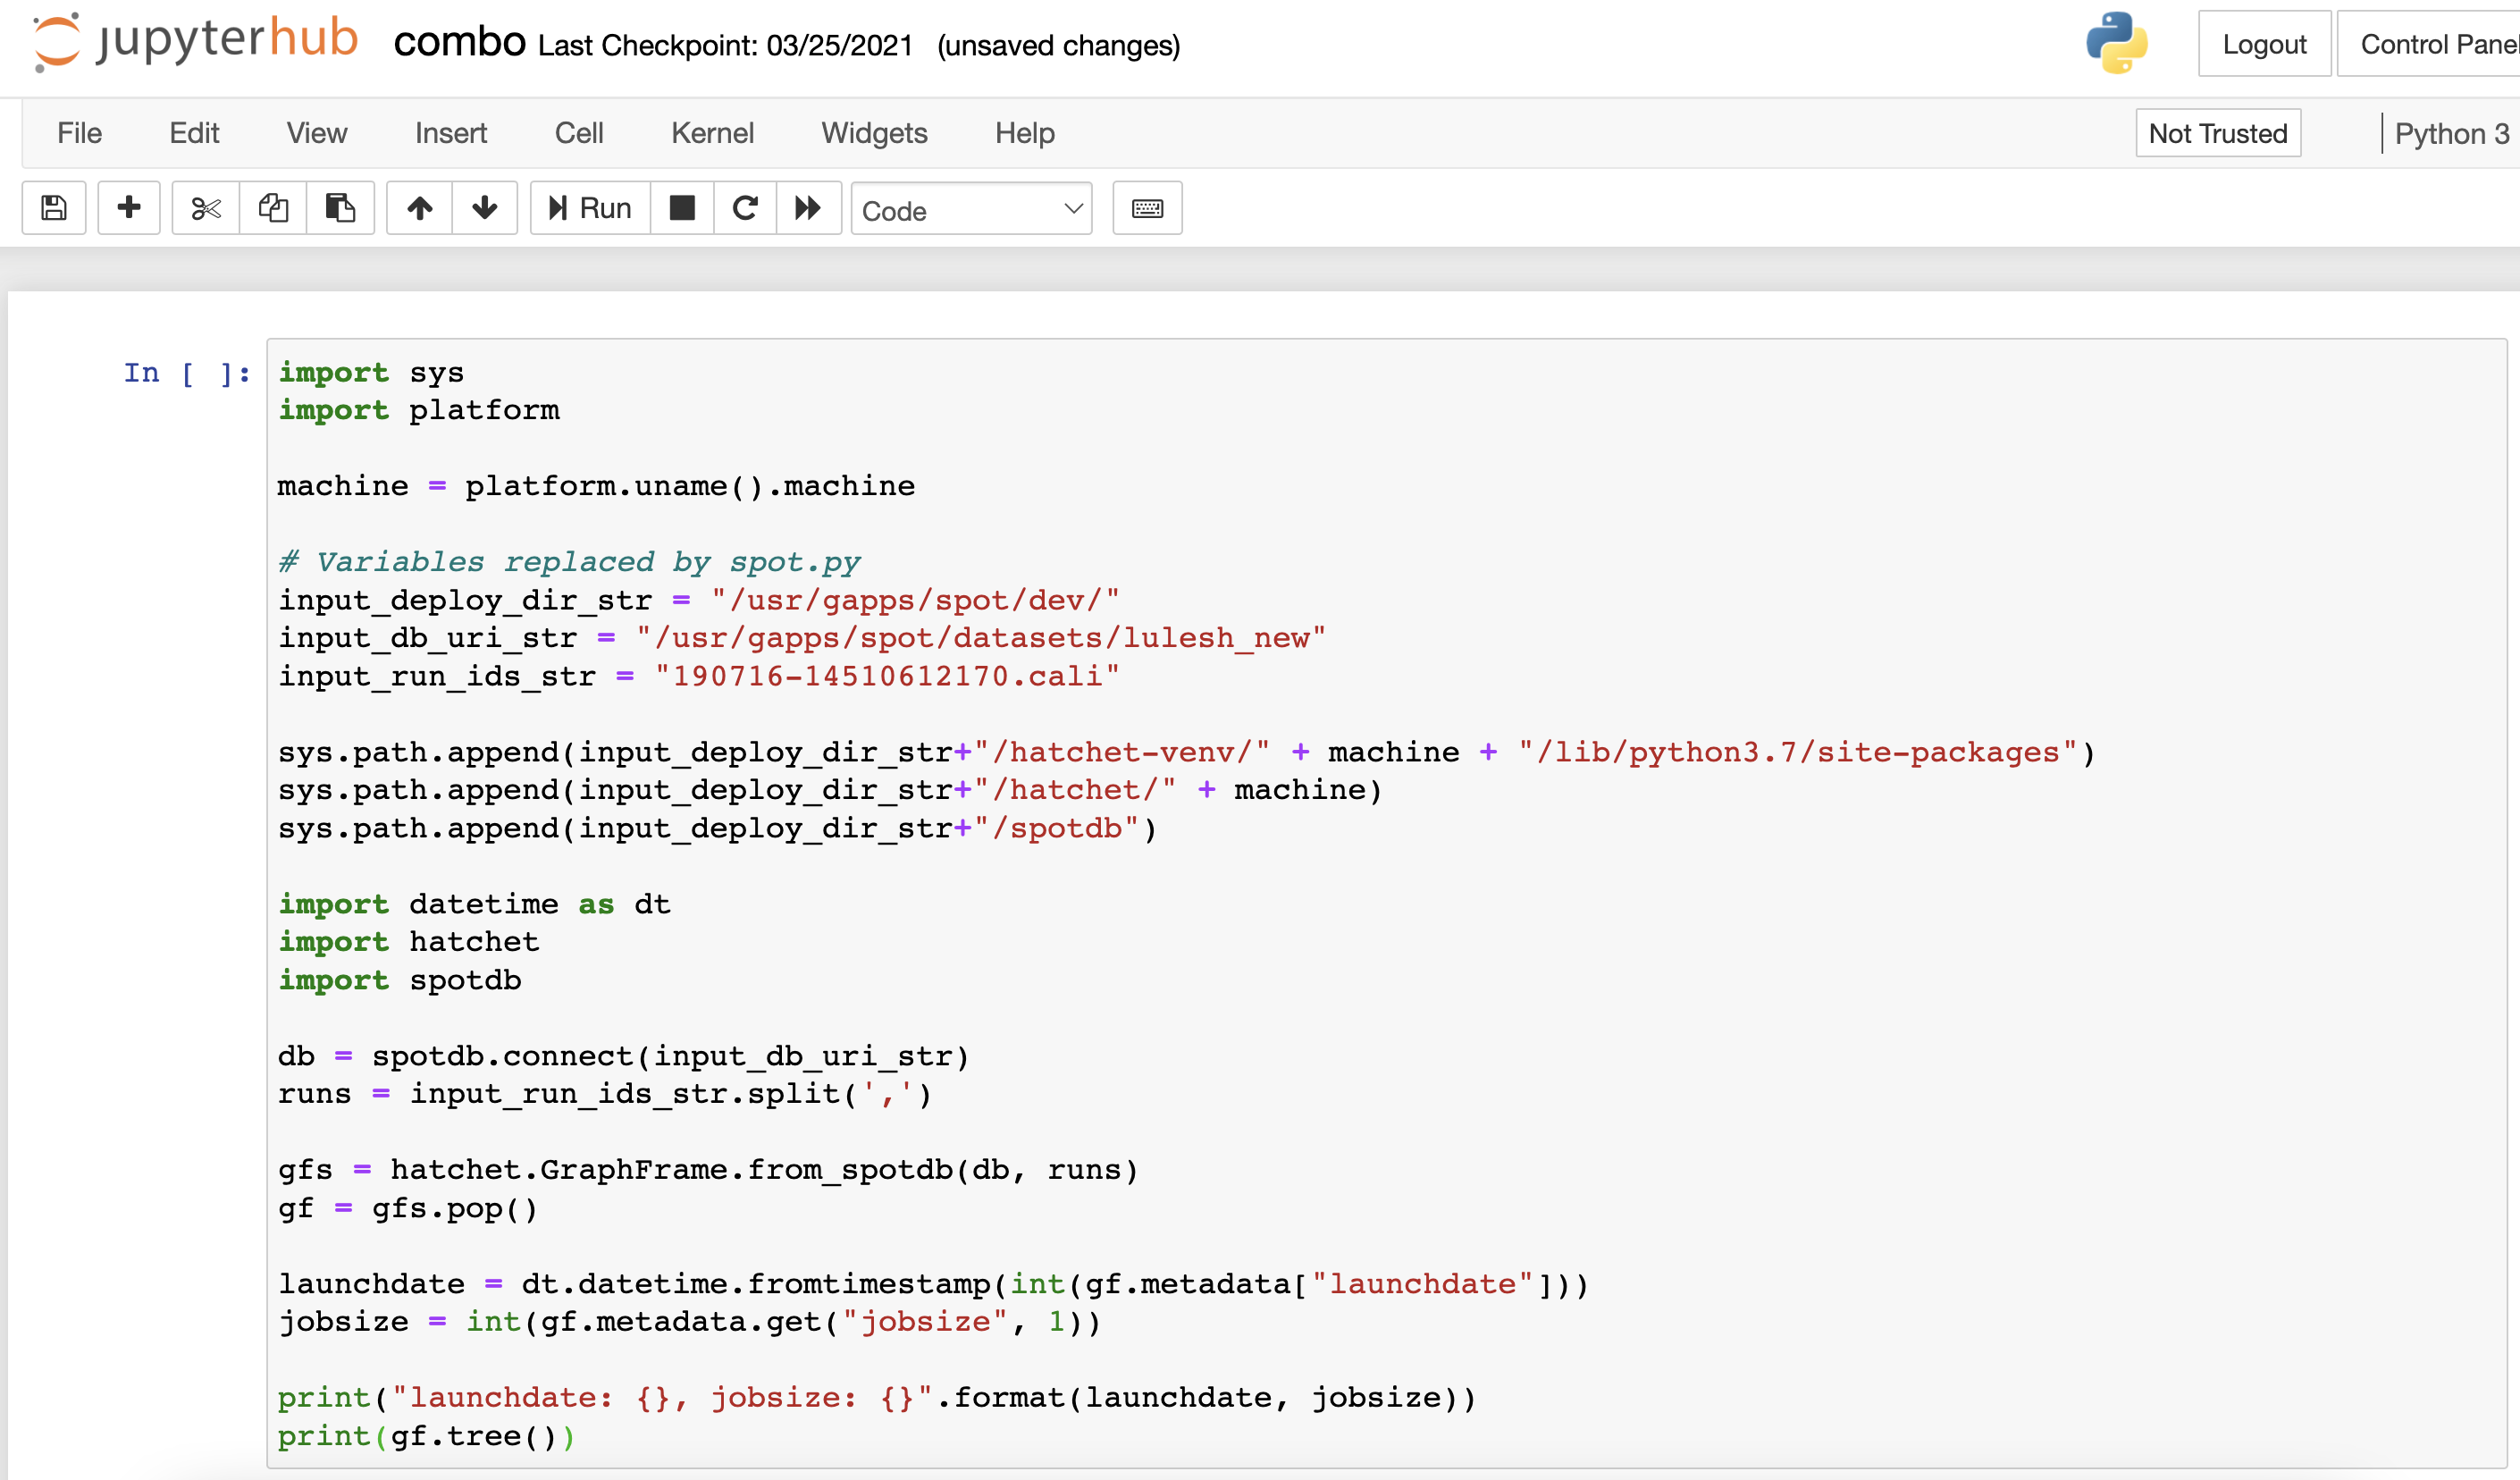 jupyterhub combo Last Checkpoint: 03/25/2021 (unsaved changes) Logout Control Panel
File Edit View Insert Cell Kernel Widgets Help Not Trusted Python 3
Run Code
In [ ]:
import sys
import platform
machine = platform.uname().machine
# Variables replaced by spot.py
input_deploy_dir_str = "/usr/gapps/spot/dev/"
input_db_uri_str = "/usr/gapps/spot/datasets/lulesh_new"
input_run_ids_str = "190716-14510612170.cali"
sys.path.append(input_deploy_dir_str+"/hatchet-venv/" + machine + "/lib/python3.7/site-packages")
sys.path.append(input_deploy_dir_str+"/hatchet/" + machine)
sys.path.append(input_deploy_dir_str+"/spotdb")
import datetime as dt
import hatchet
import spotdb
db = spotdb.connect(input_db_uri_str)
runs = input_run_ids_str.split(',')
gfs = hatchet.GraphFrame.from_spotdb(db, runs)
gf = gfs.pop()
launchdate = dt.datetime.fromtimestamp(int(gf.metadata["launchdate"]))
jobsize = int(gf.metadata.get("jobsize", 1))
print("launchdate: {}, jobsize: {}".format(launchdate, jobsize))
print(gf.tree())